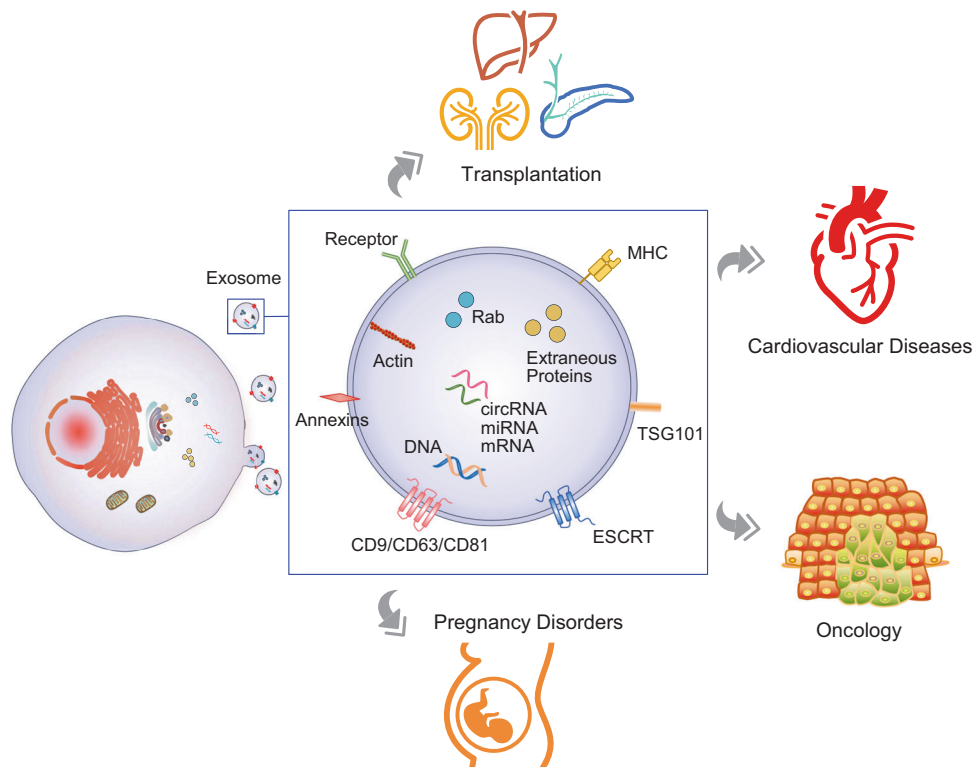 Transplantation
Receptor
MHC
Exosome
Rab
Cardiovascular Diseases
Actin
Extraneous
Proteins
Annexins
circRNA
miRNA
mRNA
TSG101
DNA
CD9/CD63/CD81
ESCRT
Pregnancy Disorders
Oncology